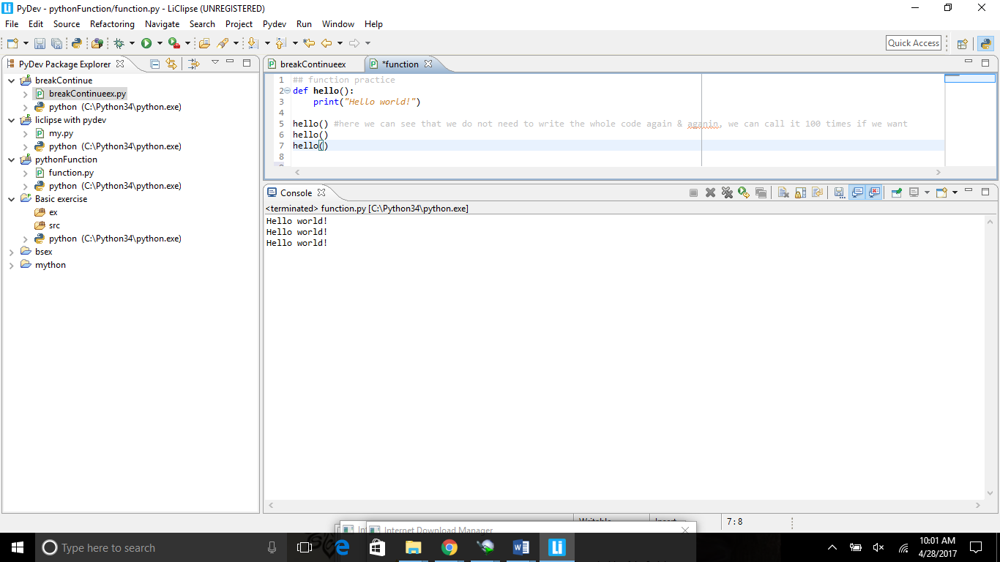 PyDev - pythonFunction/function.py - LiClipse (UNREGISTERED)
File Edit Source Refactoring Navigate Search Project Pydev Run Window Help
Quick Access
PyDev Package Explorer
breakContinue
breakContinueex.py
python (C:\Python34\python.exe)
liclipse with pydev
my.py
python (C:\Python34\python.exe)
pythonFunction
function.py
python (C:\Python34\python.exe)
Basic exercise
ex
src
python (C:\Python34\python.exe)
bsex
mython
breakContinueex *function
1 ## function practice
2 def hello():
3 print("Hello world!")
4
5 hello() #here we can see that we do not need to write the whole code again & aganin, we can call it 100 times if we want
6 hello()
7 hello()
8
Console
<terminated> function.py [C:\Python34\python.exe]
Hello world!
Hello world!
Hello world!
Writable Insert 7:8
Internet Download Manager
Type here to search
10:01 AM
4/28/2017